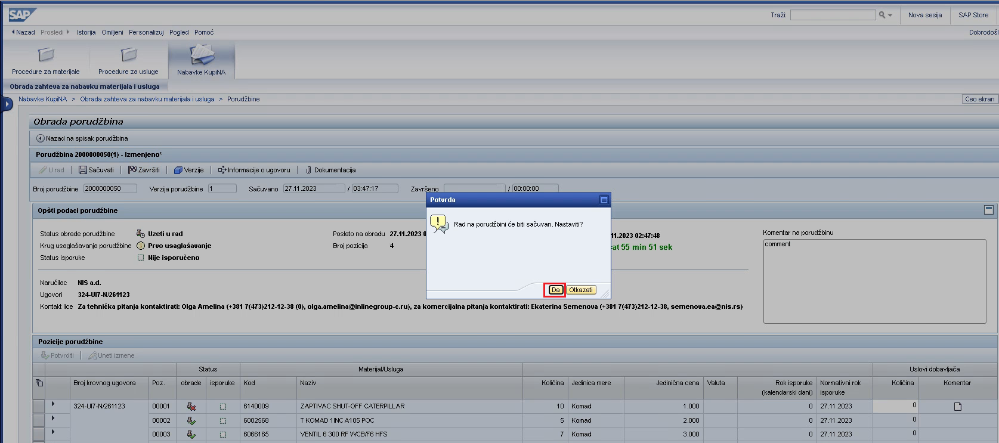 SAP
Traži:
Nova sesija
SAP Store
Nazad Prosledi Istorija Omiljeni Personalizuj Pogled Pomoć
Dobrodošl
Procedure za materijale
Procedure za usluge
Nabavke KupiNA
Obrada zahteva za nabavku materijala i usluga
Nabavke KupiNA > Obrada zahteva za nabavku materijala i usluga > Porudžbine
Ceo ekran
Obrada porudžbina
Nazad na spisak porudžbina
Porudžbina 2000000050(1) - Izmenjeno*
U rad Sačuvati Završiti Verzije Informacije o ugovoru Dokumentacija
Broj porudžbine 2000000050 Verzija porudžbine 1 Sačuvano 27.11.2023 / 03:47:17 Završeno / 00:00:00
Potvrda
Rad na porudžbini će biti sačuvan. Nastaviti?
Da Otkazati
Opšti podaci porudžbine
Status obrade porudžbine Uzeti u rad Poslato na obradu 27.11.2023 0 11.2023 02:47:48
Krug usaglašavanja porudžbine 1 Prvo usaglašavanje Broj pozicija 4 sat 55 min 51 sek
Status isporuke Nije isporučeno
Komentar na porudžbinu
comment
Naručilac NIS a.d.
Ugovori 324-UI7-N/261123
Kontakt lice Za tehnička pitanja kontaktirati: Olga Amelina (+381 7(473)212-12-38 (0), olga.amelina@inlinegroup-c.ru), za komercijalna pitanja kontaktirati: Ekaterina Semenova (+381 7(473)212-12-38, semenova.ea@nis.rs)
Pozicije porudžbine
Potvrditi Uneti izmene
Status Materijal/Usluga Uslovi dobavljača
Broj krovnog ugovora Poz. obrade isporuke Kod Naziv Količina Jedinica mere Jedinična cena Valuta Rok isporuke (kalendarski dani) Normativni rok isporuke Količina Komentar
324-UI7-N/261123 00001 6140009 ZAPTIVAC SHUT-OFF CATERPILLAR 10 Komad 1.000 0 27.11.2023 0
00002 6002568 T KOMAD 1INC A105 POC 5 Komad 2.000 0 27.11.2023 0
00003 6066165 VENTIL 6 300 RF WCB/F6 HFS 7 Komad 3.000 0 27.11.2023 0